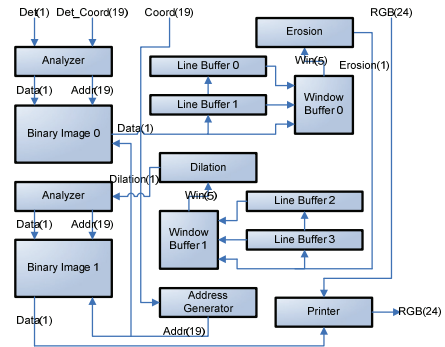 Det(1) Det_Coord(19) Coord(19) RGB(24)
Erosion
Analyzer
Line Buffer 0
Win(5)
Erosion(1)
Data(1) Addr(19)
Line Buffer 1
Window
Buffer 0
Binary Image 0
Data(1)
Dilation
Analyzer
Dilation(1)
Win(5)
Line Buffer 2
Data(1) Addr(19)
Window
Buffer 1
Line Buffer 3
Binary Image 1
Address
Generator
Printer
RGB(24)
Data(1)
Addr(19)